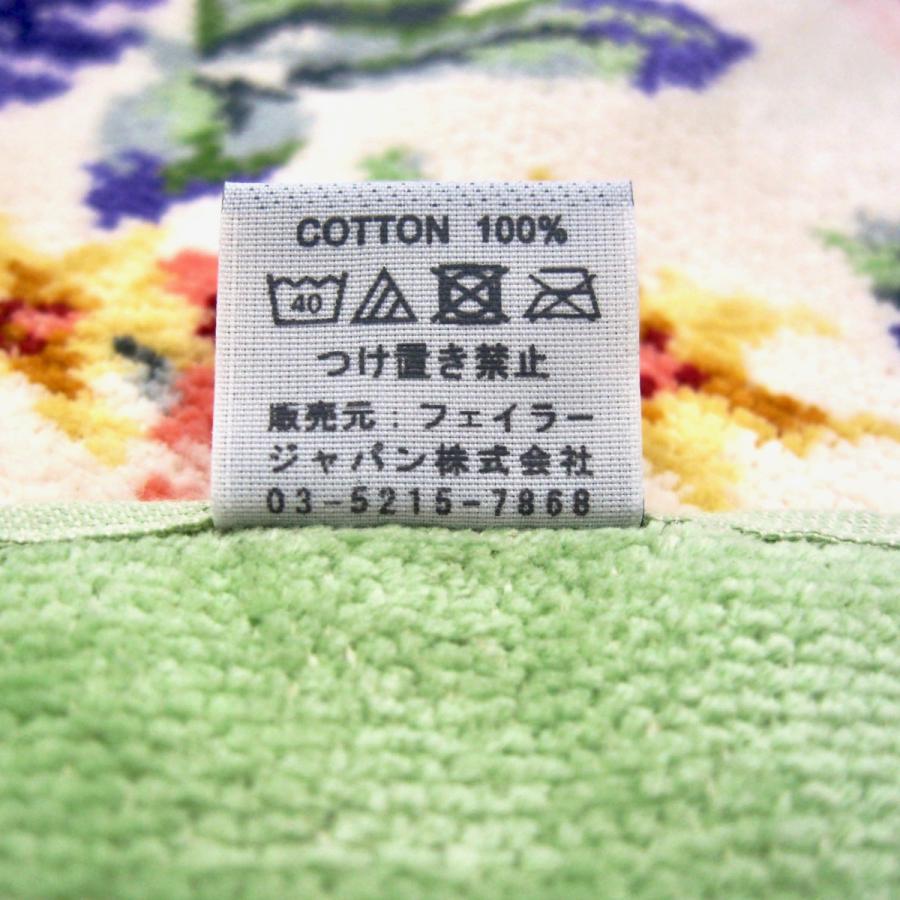 COTTON 100%
40
つけ置き禁止
販売元：フェイラー
ジャパン株式会社
03-5215-7868